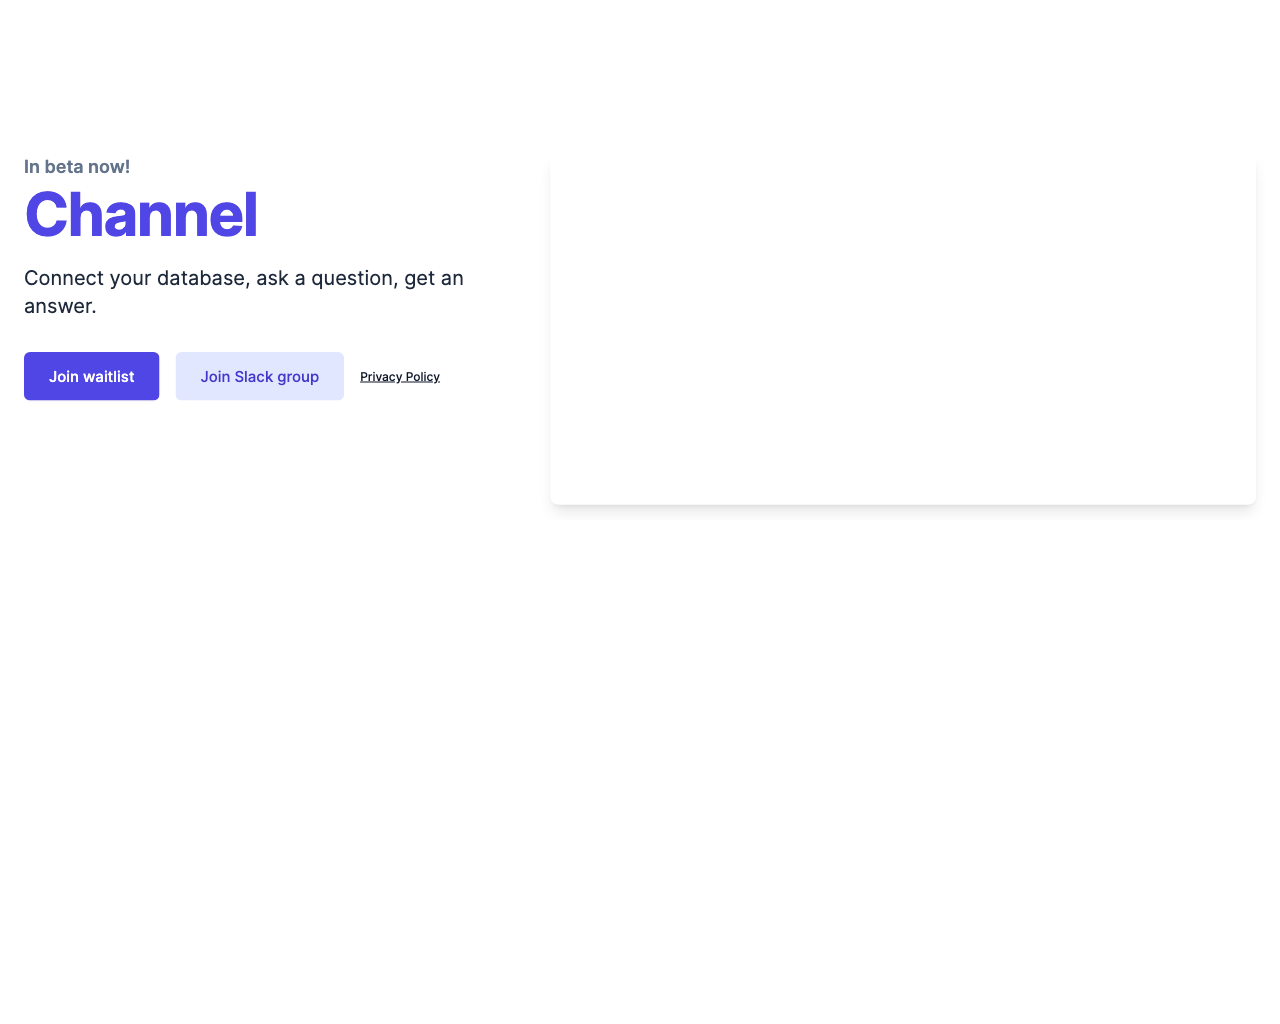 In beta now!
Channel
Connect your database, ask a question, get an
answer.
Join waitlist
Join Slack group
Privacy Policy